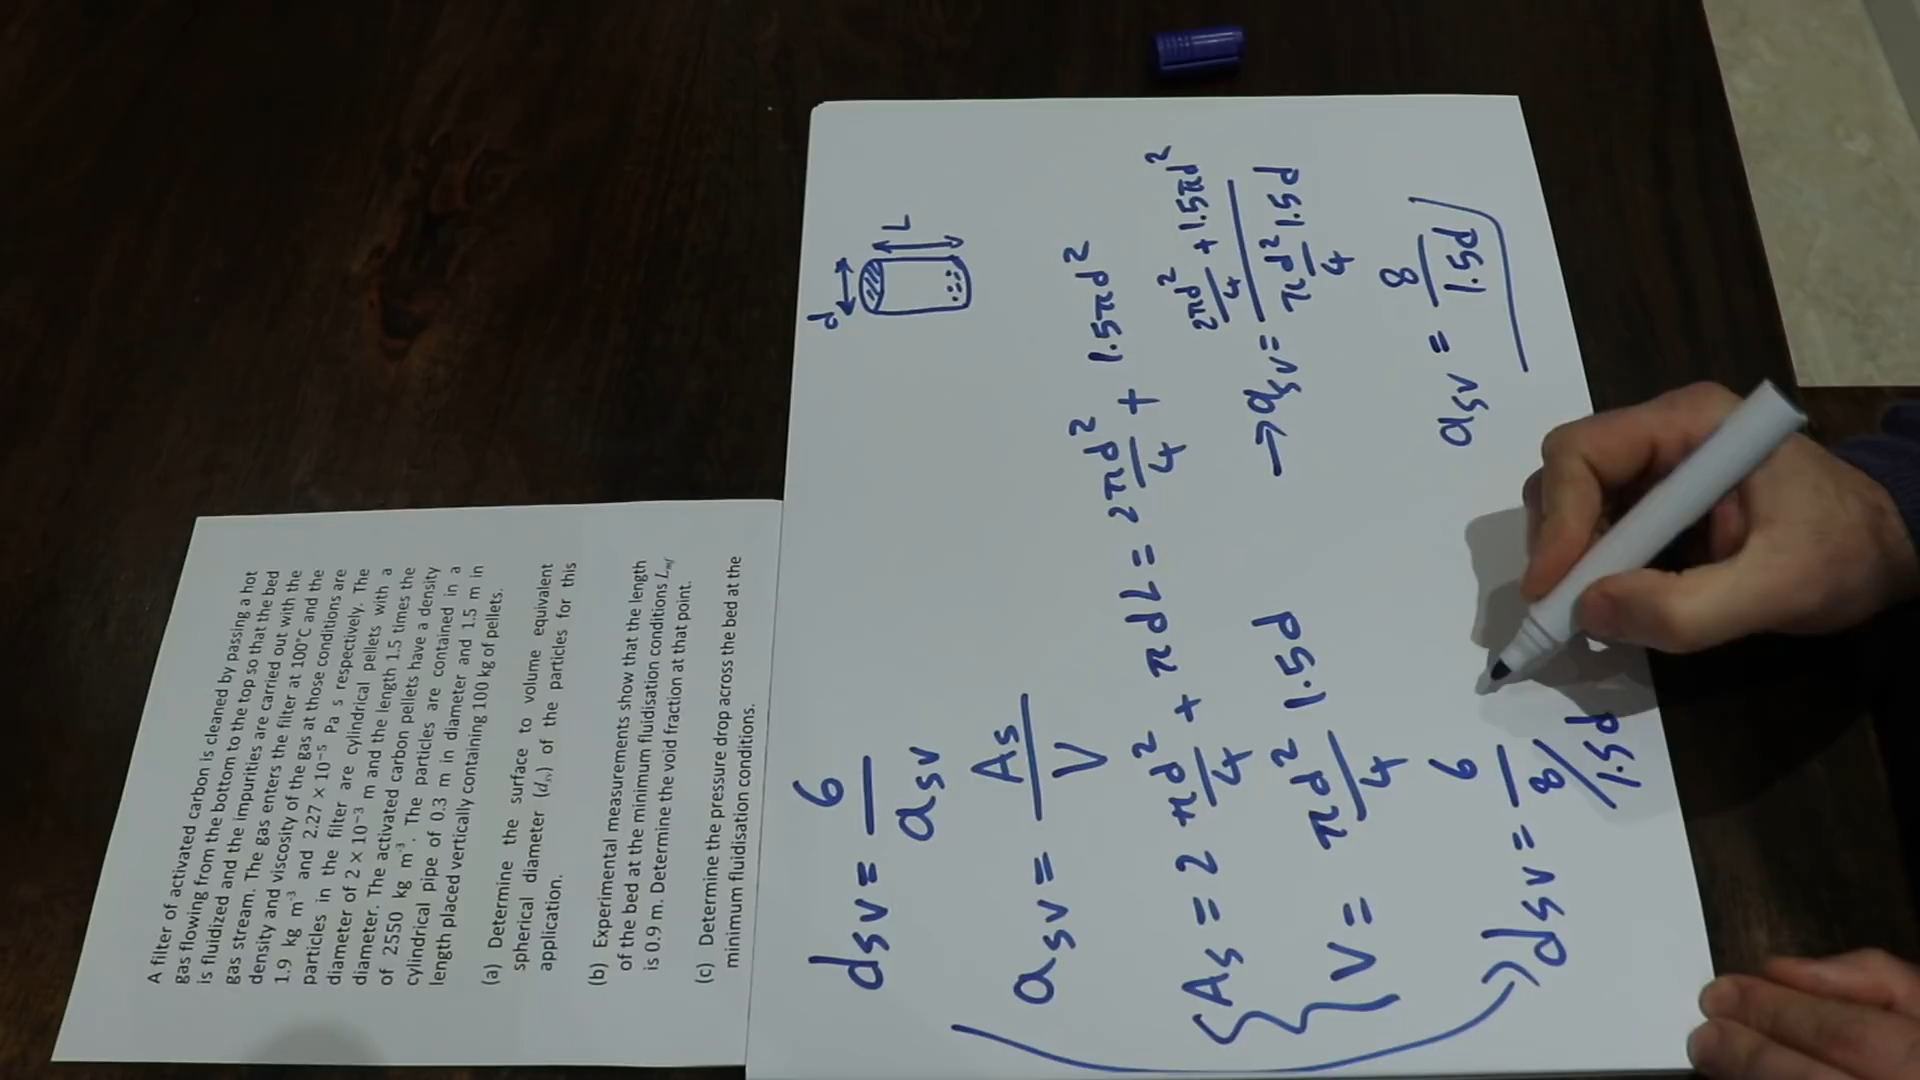 A filter of activated carbon is cleaned by passing a hot
gas flowing from the bottom to the top so that the bed
is fluidized and the impurities are carried out with the
gas stream. The gas enters the filter at 100°C and the
density and viscosity of the gas at those conditions are
1.9 kg m⁻³ and 2.27 × 10⁻⁵ Pa s respectively. The
particles in the filter are cylindrical pellets with a
diameter of 2 × 10⁻³ m and the length 1.5 times the
diameter. The activated carbon pellets have a density
of 2550 kg m⁻³. The particles are contained in a
cylindrical pipe of 0.3 m in diameter and 1.5 m in
length placed vertically containing 100 kg of pellets.
(a) Determine the surface to volume equivalent
spherical diameter (d_sv) of the particles for this
application.
(b) Experimental measurements show that the length
of the bed at the minimum fluidisation conditions L_mf
is 0.9 m. Determine the void fraction at that point.
(c) Determine the pressure drop across the bed at the
minimum fluidisation conditions.
d
L
dsv = 6/asv
asv = As/V
As = 2 πd²/4 + πdL = 2πd²/4 + 1.5πd²
V = πd²/4 1.5d
→ asv = (2πd²/4 + 1.5πd²)/(πd²/4 1.5d)
asv = 8/1.5d
dsv = 6/(8/1.5d)